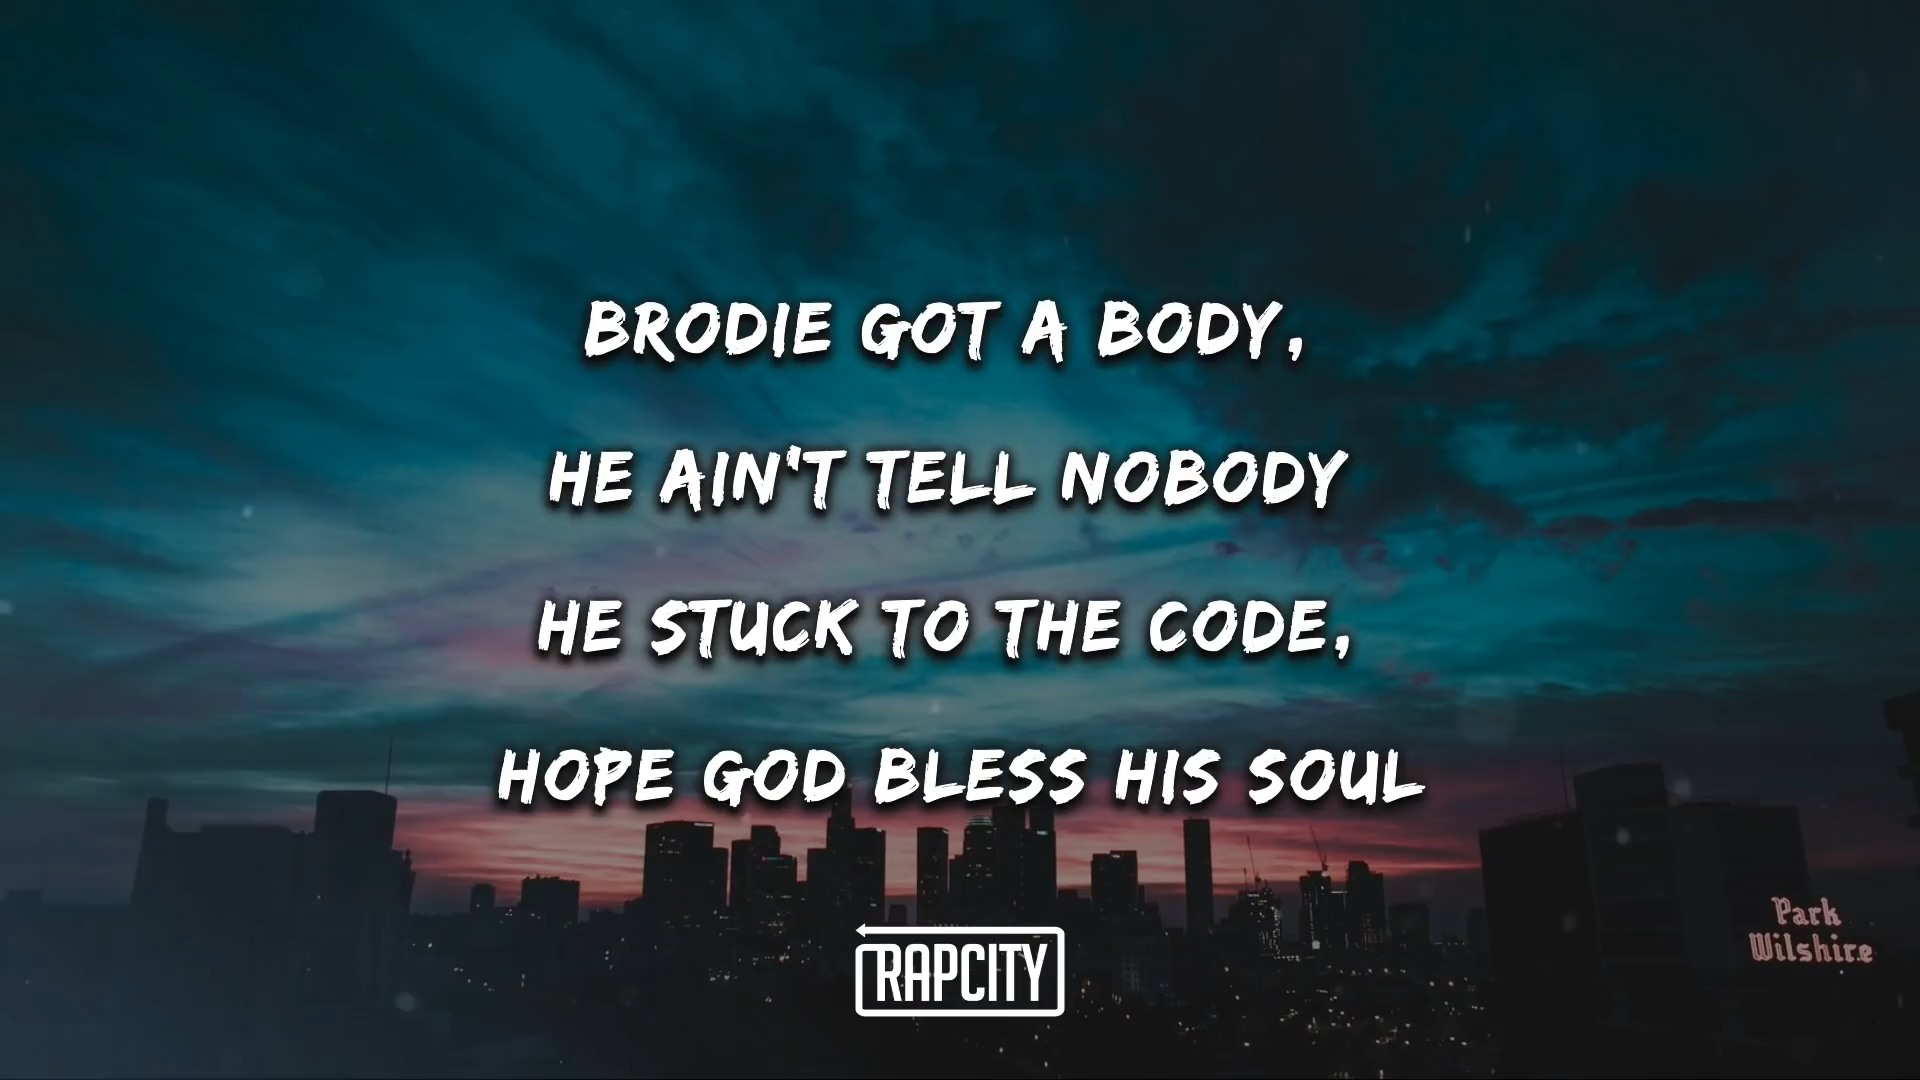 BRODIE GOT A BODY,
HE AIN'T TELL NOBODY
HE STUCK TO THE CODE,
HOPE GOD BLESS HIS SOUL
RAPCITY
Park
Wilshire